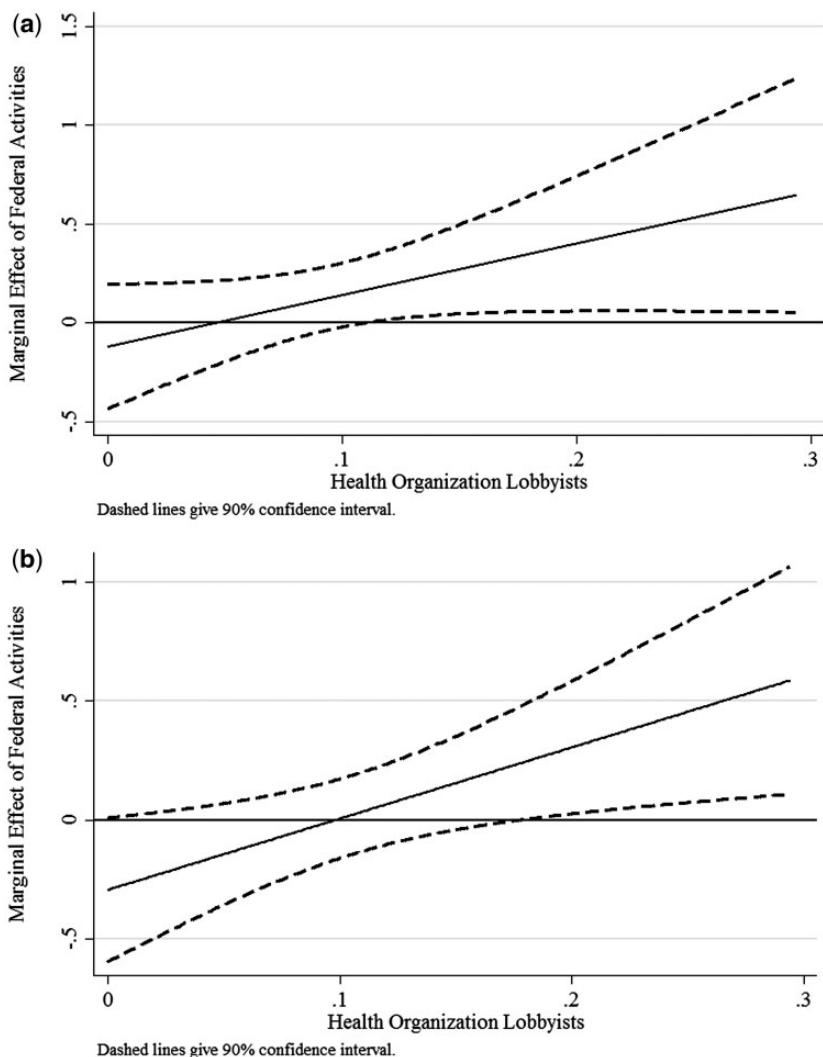 (a)
Marginal Effect of Federal Activities
1.5
1
.5
0
-.5
0 .1 .2 .3
Health Organization Lobbyists
Dashed lines give 90% confidence interval.
(b)
Marginal Effect of Federal Activities
1
.5
0
-.5
0 .1 .2 .3
Health Organization Lobbyists
Dashed lines give 90% confidence interval.